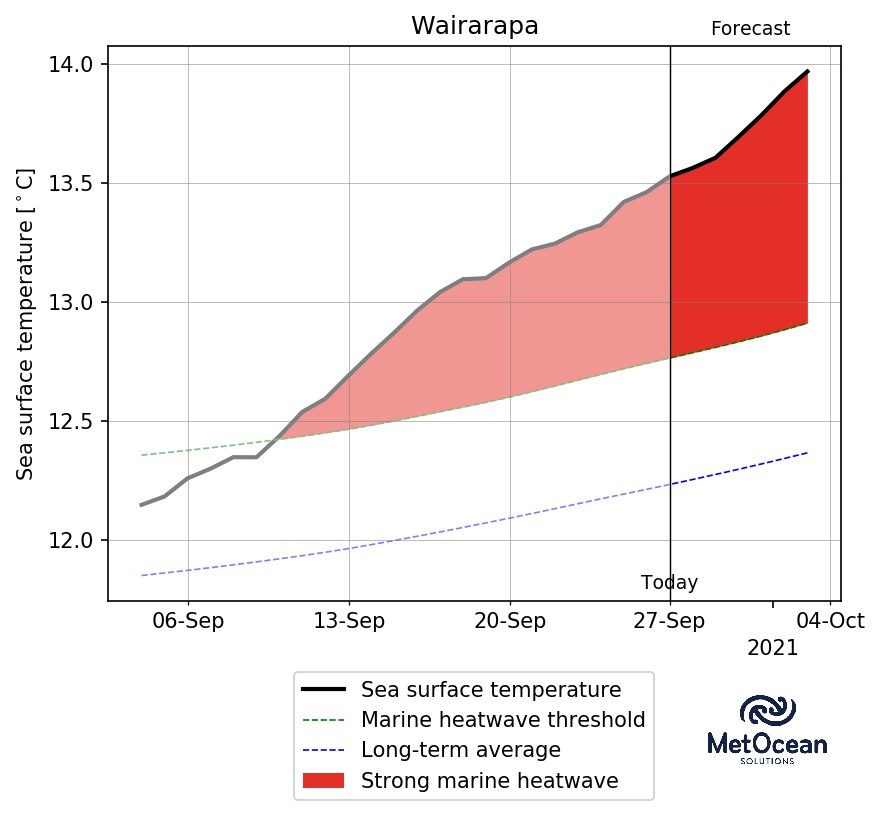 Wairarapa
Forecast
14.0
13.5
13.0
12.5
12.0
Sea surface temperature [°C]
Today
06-Sep
13-Sep
20-Sep
27-Sep
04-Oct
2021
Sea surface temperature
Marine heatwave threshold
Long-term average
Strong marine heatwave
MetOcean
SOLUTIONS